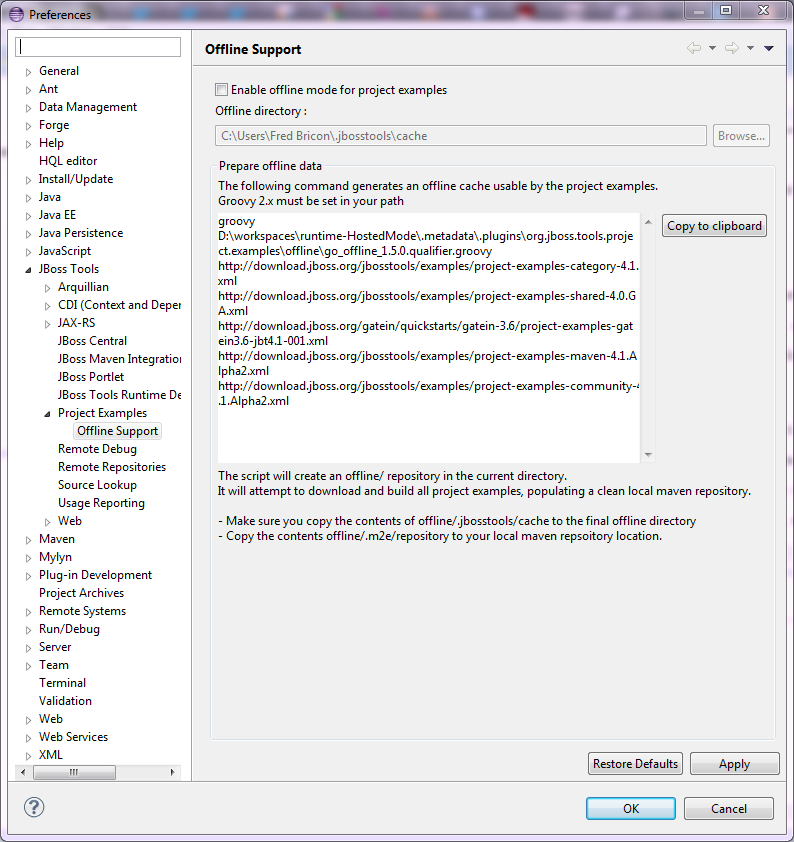 Preferences
General
Ant
Data Management
Forge
Help
HQL editor
Install/Update
Java
Java EE
Java Persistence
JavaScript
JBoss Tools
Arquillian
CDI (Context and Deper
JAX-RS
JBoss Central
JBoss Maven Integration
JBoss Portlet
JBoss Tools Runtime De
Project Examples
Offline Support
Remote Debug
Remote Repositories
Source Lookup
Usage Reporting
Web
Maven
Mylyn
Plug-in Development
Project Archives
Remote Systems
Run/Debug
Server
Team
Terminal
Validation
Web
Web Services
XML
Offline Support
Enable offline mode for project examples
Offline directory :
C:\Users\Fred Bricon\.jbosstools\cache
Browse...
Prepare offline data
The following command generates an offline cache usable by the project examples.
Groovy 2.x must be set in your path
groovy
D:\workspaces\runtime-HostedMode\.metadata\.plugins\org.jboss.tools.proje
ct.examples\offline\go_offline_1.5.0.qualifier.groovy
http://download.jboss.org/jbosstools/examples/project-examples-category-4.1.
xml
http://download.jboss.org/jbosstools/examples/project-examples-shared-4.0.G
A.xml
http://download.jboss.org/gatein/quickstarts/gatein-3.6/project-examples-gat
ein3.6-jbt4.1-001.xml
http://download.jboss.org/jbosstools/examples/project-examples-maven-4.1.A
lpha2.xml
http://download.jboss.org/jbosstools/examples/project-examples-community-4
.1.Alpha2.xml
Copy to clipboard
The script will create an offline/ repository in the current directory.
It will attempt to download and build all project examples, populating a clean local maven repository.
- Make sure you copy the contents of offline/.jbosstools/cache to the final offline directory
- Copy the contents offline/.m2e/repository to your local maven repsoitory location.
Restore Defaults
Apply
OK
Cancel